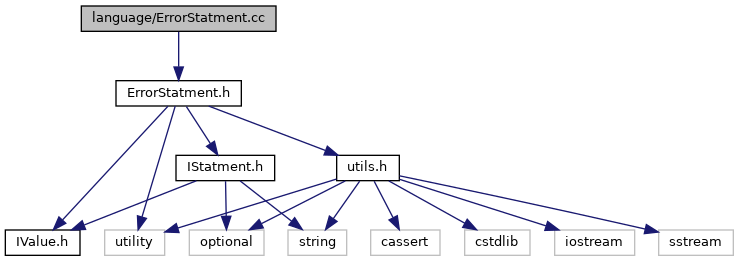 language/ErrorStatment.cc
ErrorStatment.h
IStatment.h
utils.h
IValue.h
utility
optional
string
cassert
cstdlib
iostream
sstream